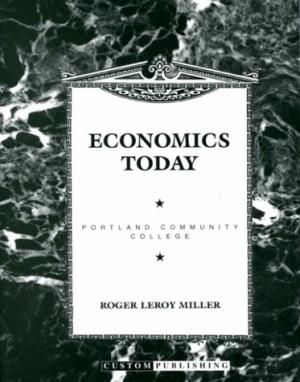 ECONOMICS
TODAY
★
PORTLAND COMMUNITY
COLLEGE
★
ROGER LEROY MILLER
CUSTOM PUBLISHING